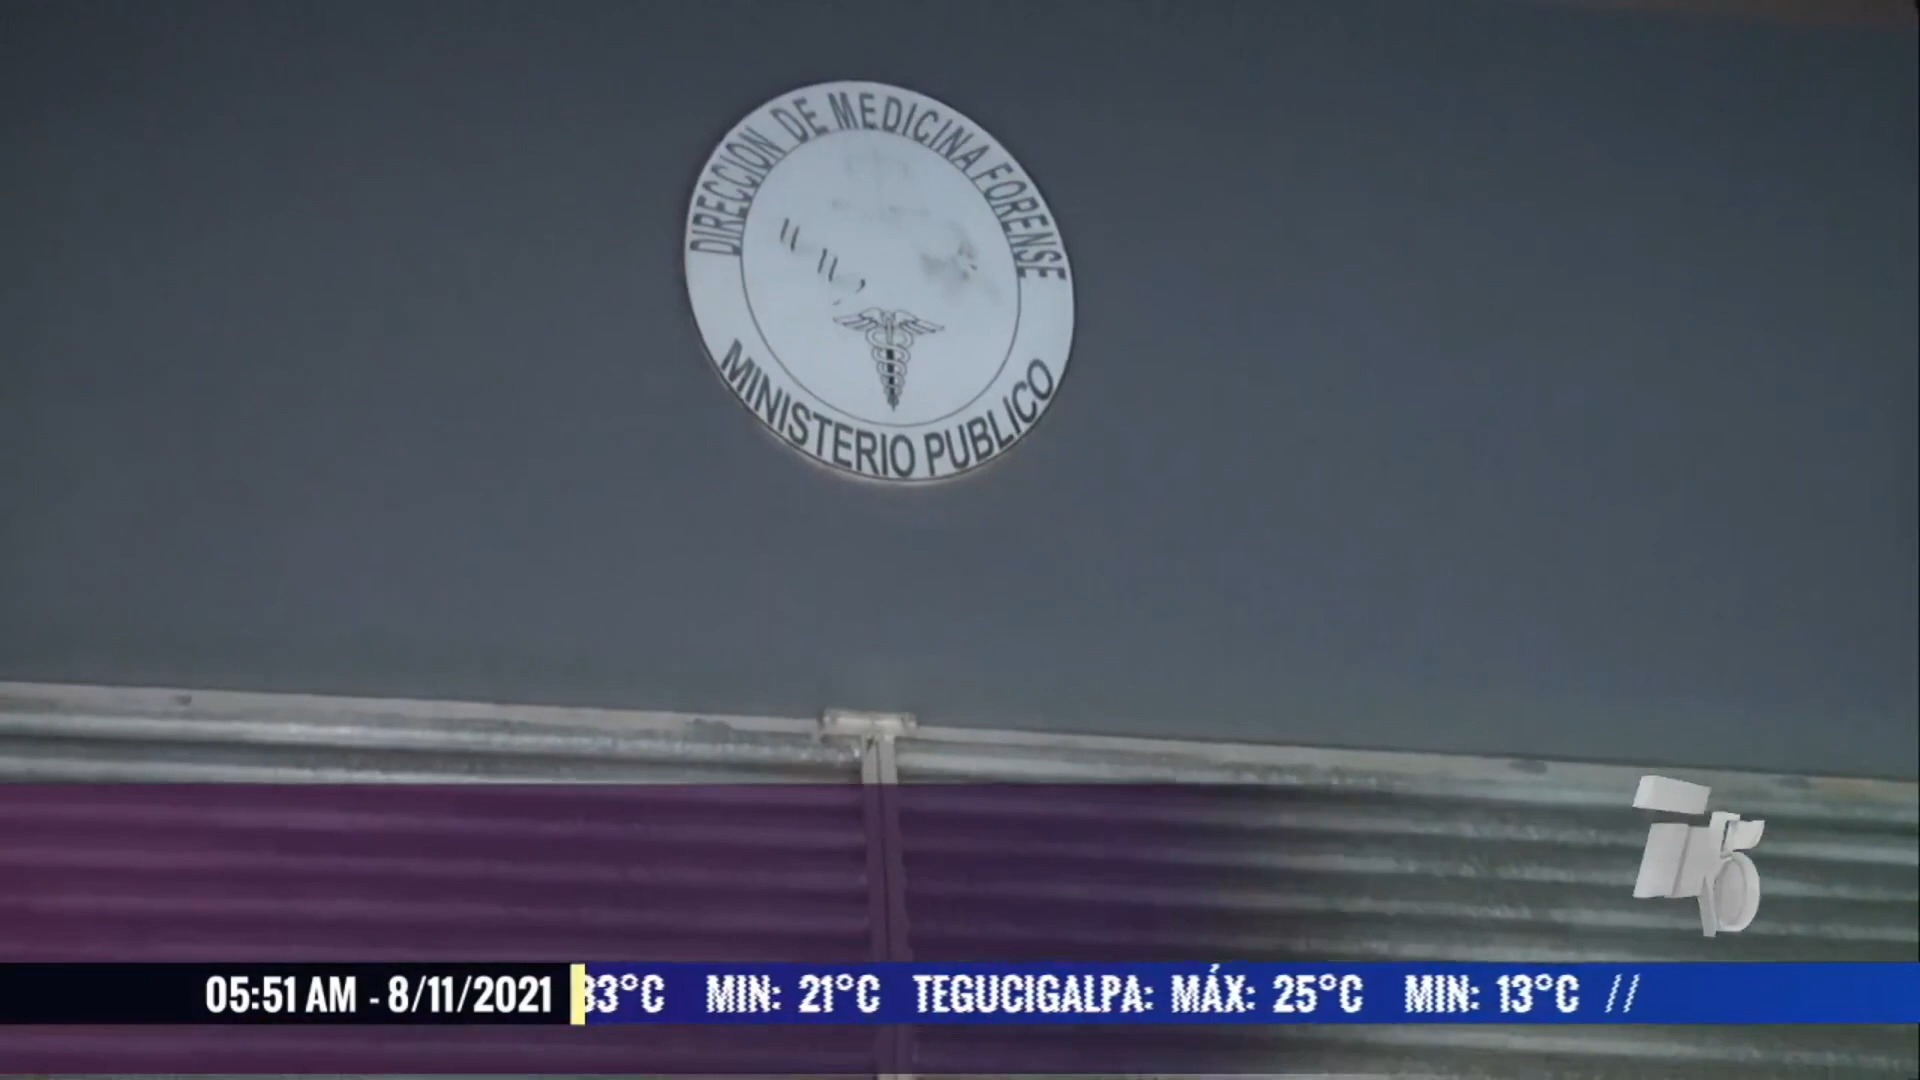 DIRECCION DE MEDICINA FORENSE
MINISTERIO PUBLICO
05:51 AM - 8/11/2021
33°C MIN: 21°C TEGUCIGALPA: MÁX: 25°C MIN: 13°C //